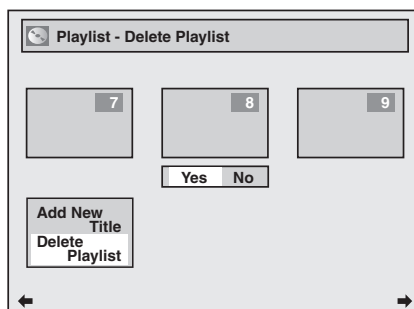 Playlist - Delete Playlist
7
8
9
Yes No
Add New
Title
Delete
Playlist